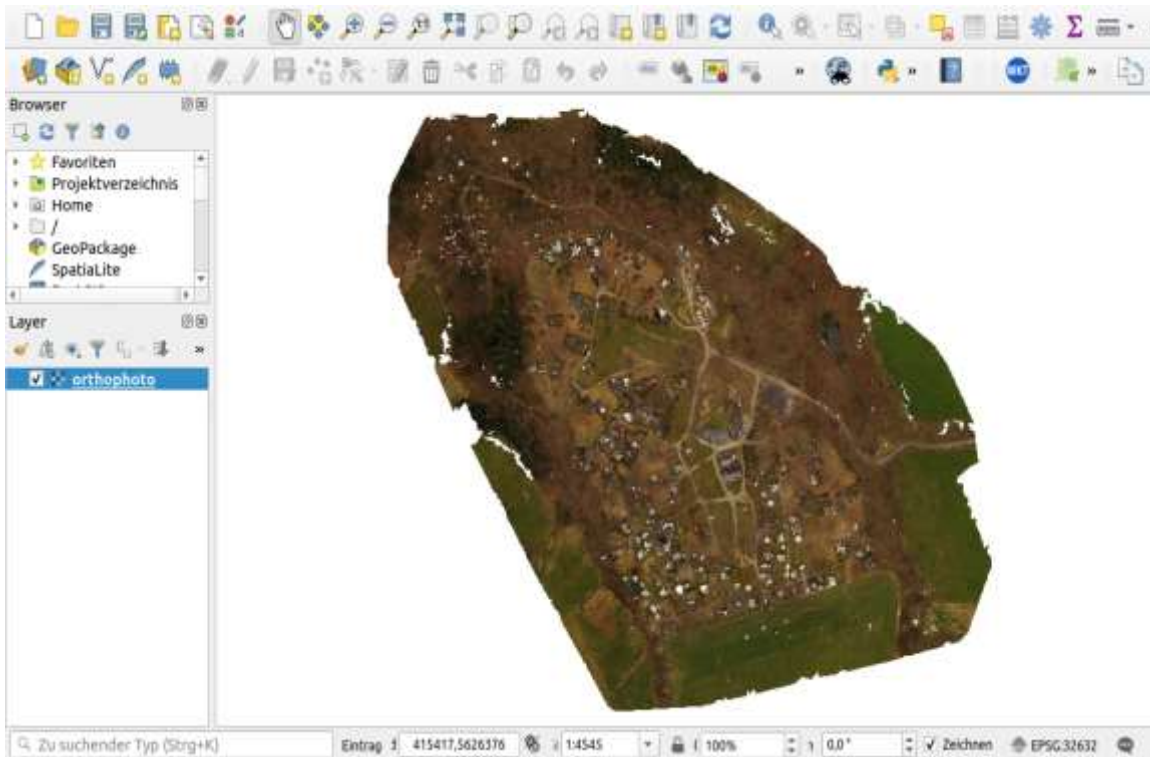 Browser
Favoriten
Projektverzeichnis
Home
/
GeoPackage
SpatiaLite
Layer
orthophoto
Zu suchender Typ (Strg+K)
Eintrag 415417,5626376 1:4545 100% 0,0° Zeichnen EPSG:32632